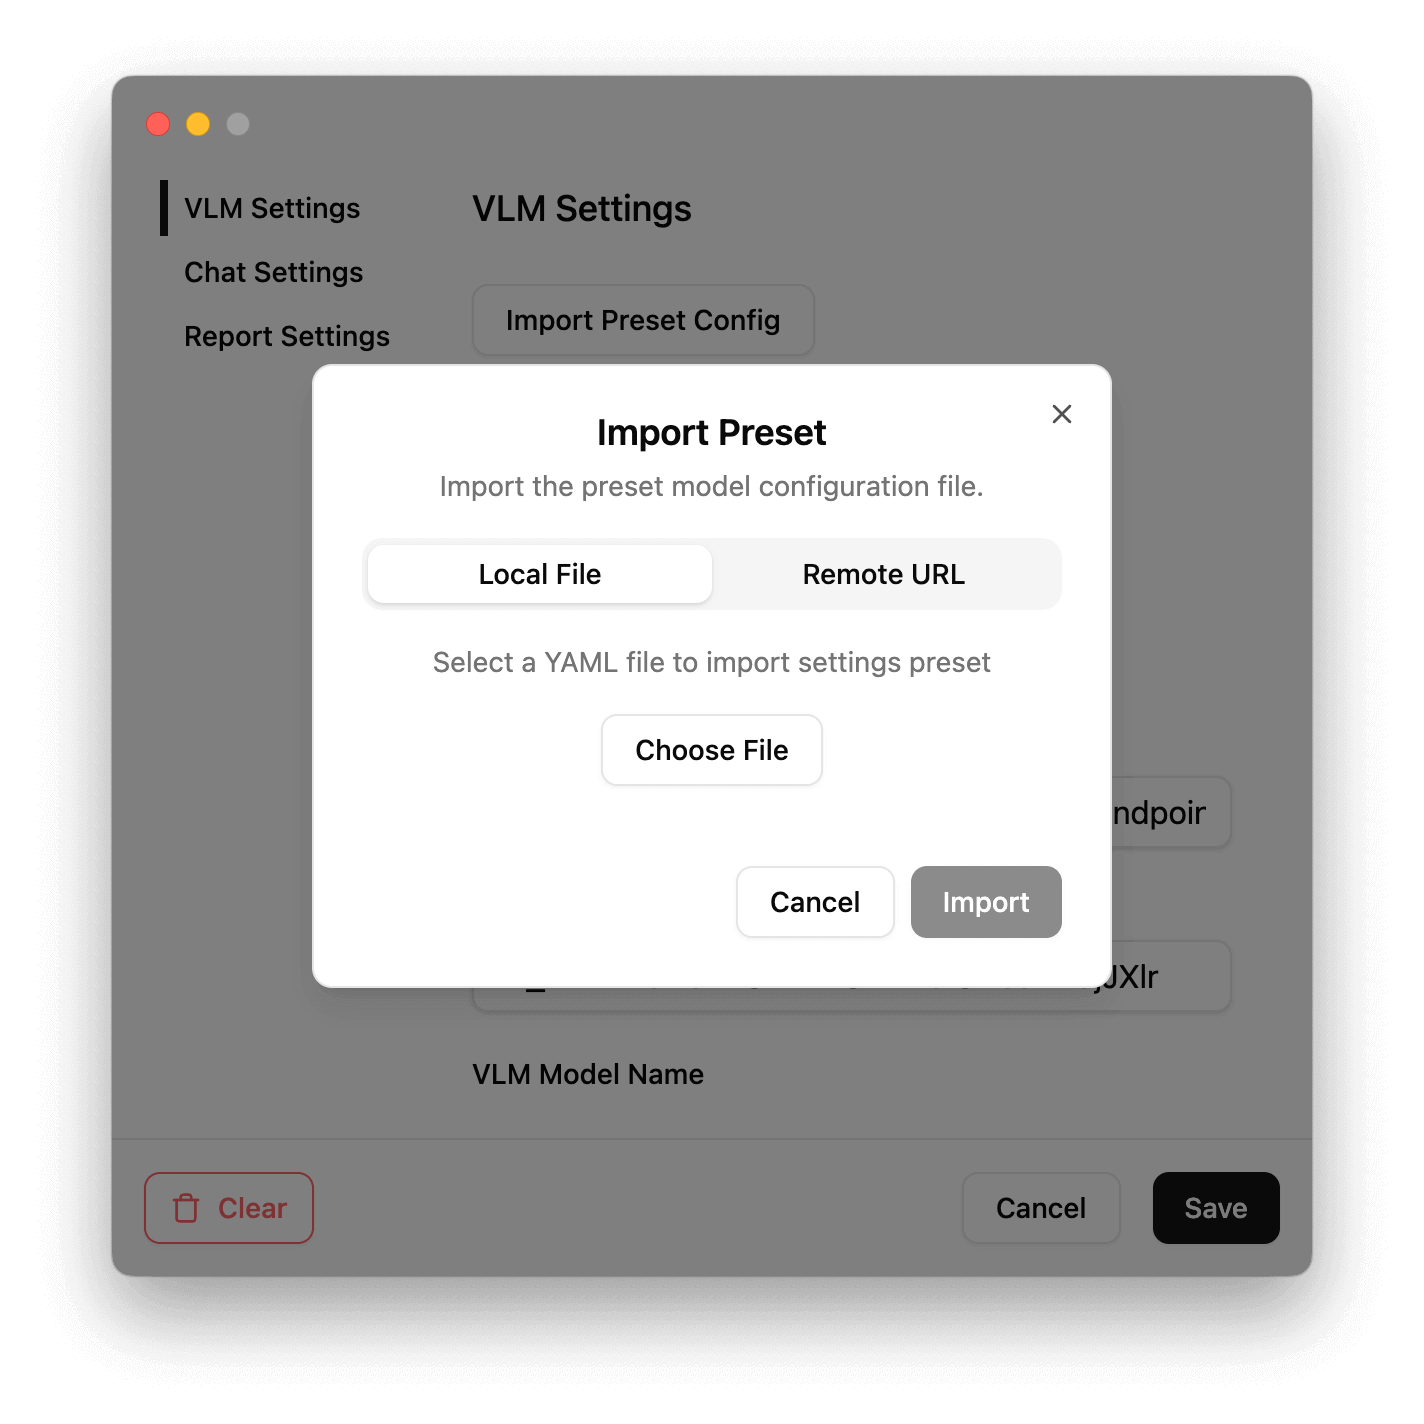 VLM Settings
Chat Settings
Report Settings
VLM Settings
Import Preset Config
Import Preset
Import the preset model configuration file.
Local File
Remote URL
Select a YAML file to import settings preset
Choose File
Cancel
Import
ndpoir
JXlr
VLM Model Name
Clear
Cancel
Save